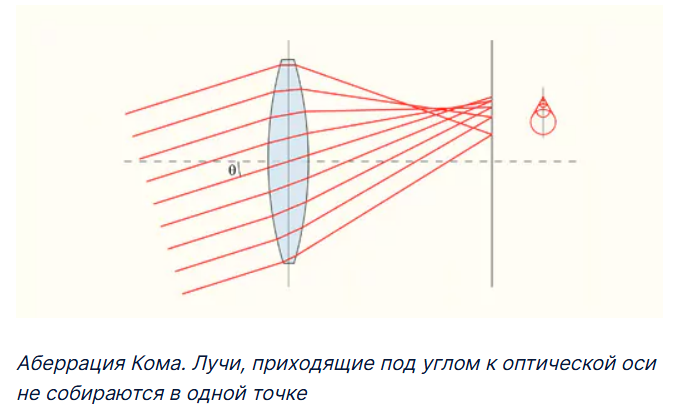 θ
Аберрация Кома. Лучи, приходящие под углом к оптической оси
не собираются в одной точке